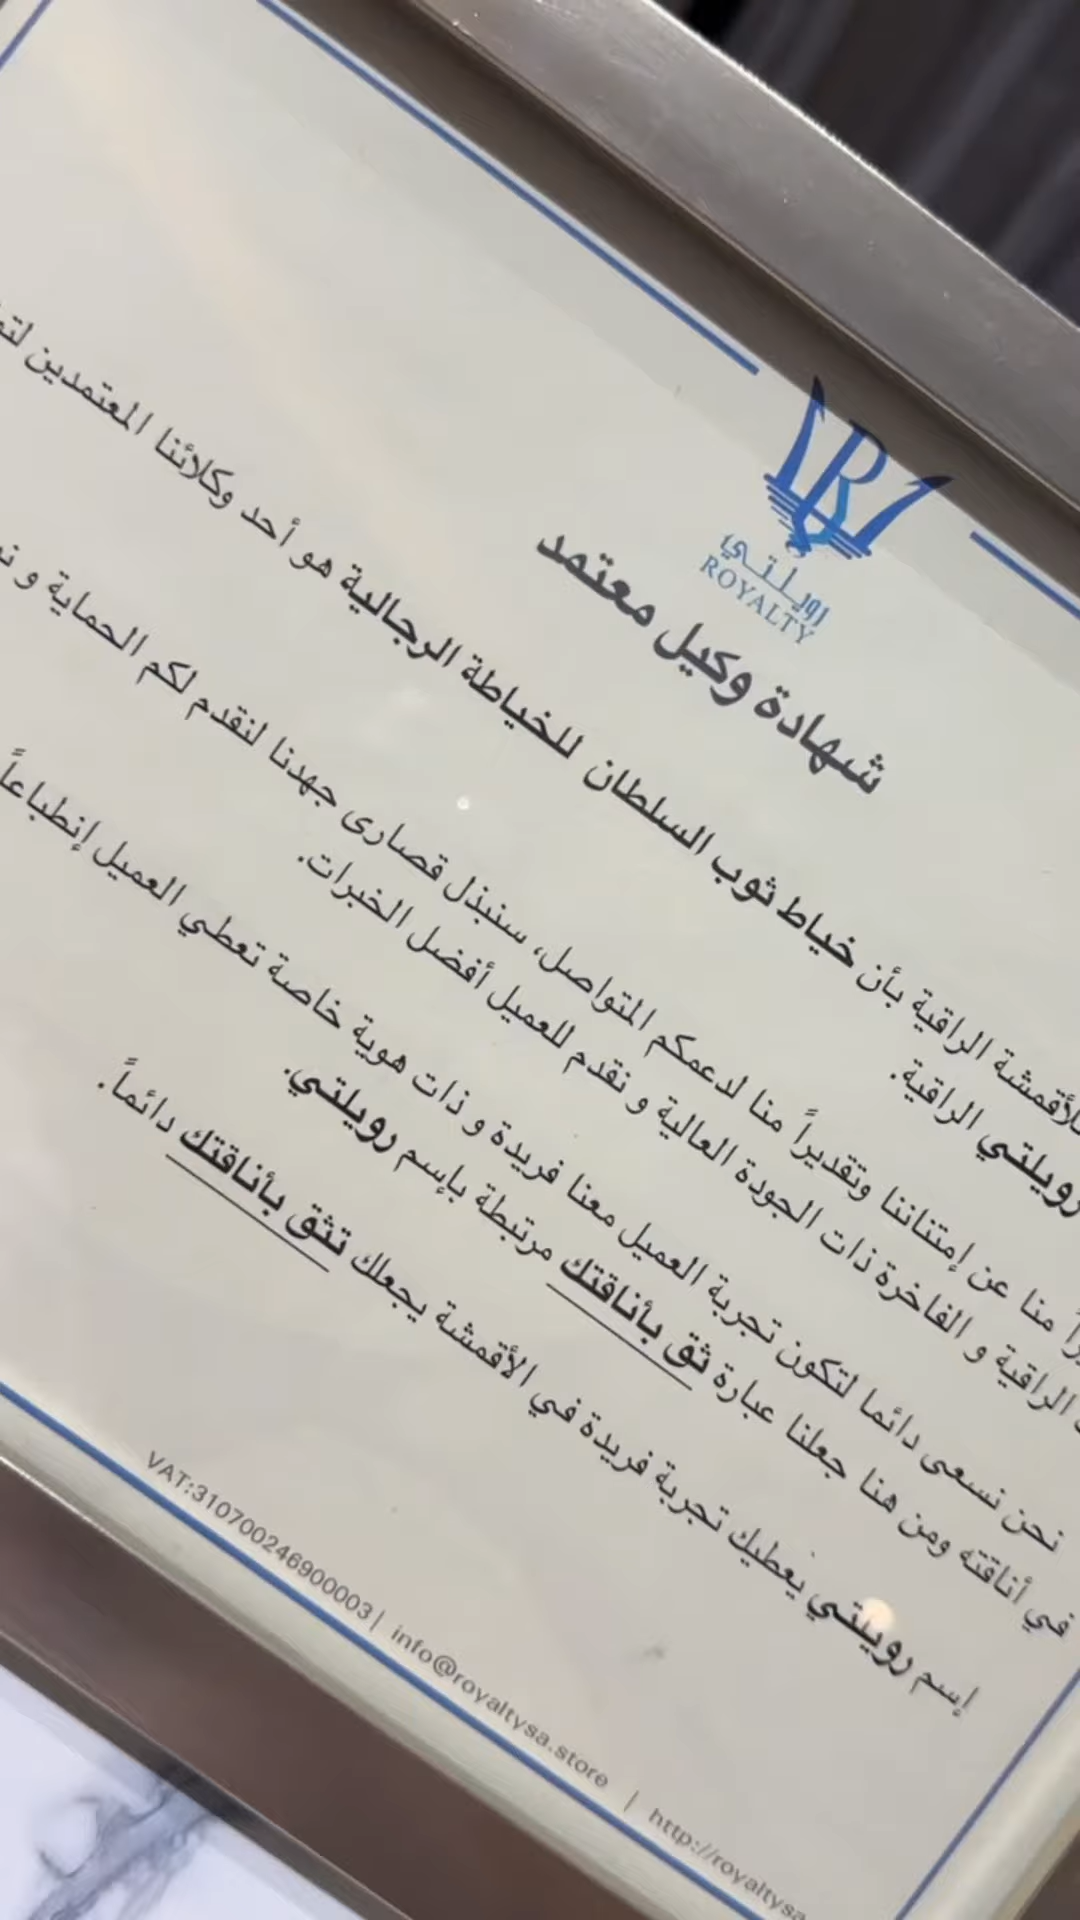 رويلتي
ROYALTY
شهادة وكيل معتمد
الراقية بأن خياط ثوب السلطان للخياطة الرجالية هو أحد وكلائنا المعتمدين
رويلتي الراقية.
منا عن إمتناننا وتقديراً منا لدعمكم المتواصل، سنبذل قصارى جهدنا لنقدم لكم الحماية و
الراقية و الفاخرة ذات الجودة العالية و نقدم للعميل أفضل الخبرات.
نحن نسعى دائما لتكون تجربة العميل معنا فريدة و ذات هوية خاصة تعطي العميل إنطباعاً
في أناقته ومن هنا جعلنا عبارة ثق بأناقتك مرتبطة بإسم رويلتي.
إسم رويلتي يعطيك تجربة فريدة في الأقمشة يجعلك تثق بأناقتك دائماً.
VAT:310700246900003 | info@royaltysa.store | http://royaltysa